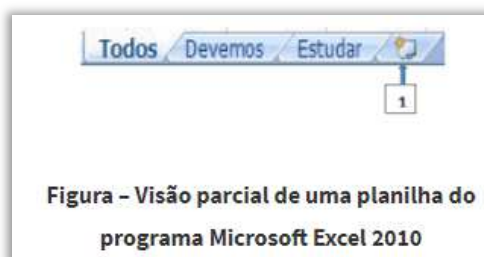 Todos Devemos Estudar
1
Figura – Visão parcial de uma planilha do
programa Microsoft Excel 2010